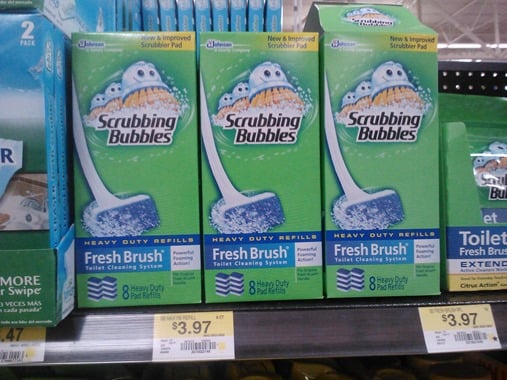 2
PACK
R
MORE
r Swipe
3 VECES MÁS
.47
Johnson
New & Improved
Scrubbier Pad
Scrubbing
Bubbles
HEAVY DUTY REFILLS
Fresh Brush
Toilet Cleaning System
Powerful
Foaming
Action!
8 Heavy Duty
Pad Refills
Johnson
New & Improved
Scrubbier Pad
Scrubbing
Bubbles
HEAVY DUTY REFILLS
Fresh Brush
Toilet Cleaning System
Powerful
Foaming
Action!
8 Heavy Duty
Pad Refills
Scrubbing
Johnson
New & Improved
Scrubbier Pad
Scrubbing
Bubbles
HEAVY DUTY REFILLS
Fresh Brush
Toilet Cleaning System
Powerful
Foaming
Action!
8 Heavy Duty
Pad Refills
et
Toilet
Fresh Bru
EXTEND
Citrus Action
$3.97
$3.97